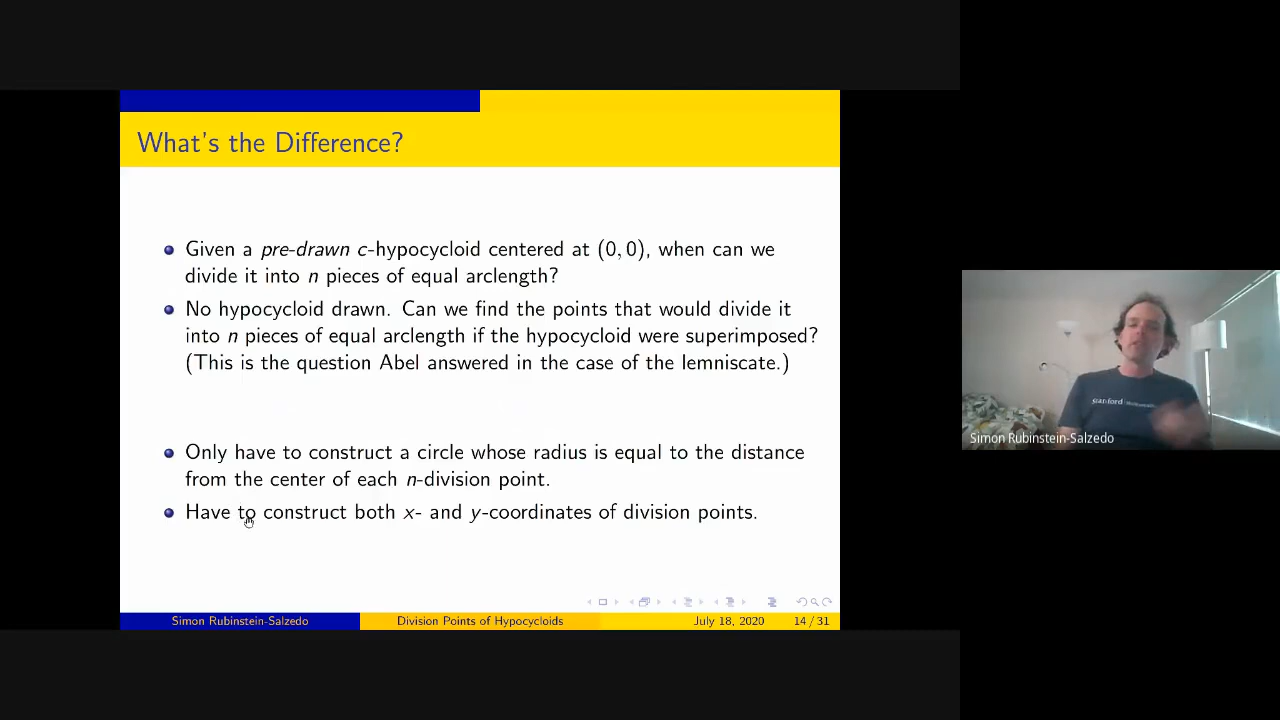 What's the Difference?
Given a pre-drawn c-hypocycloid centered at (0, 0), when can we
divide it into n pieces of equal arclength?
No hypocycloid drawn. Can we find the points that would divide it
into n pieces of equal arclength if the hypocycloid were superimposed?
(This is the question Abel answered in the case of the lemniscate.)
Only have to construct a circle whose radius is equal to the distance
from the center of each n-division point.
Have to construct both x- and y-coordinates of division points.
Simon Rubinstein-Salzedo
Division Points of Hypocycloids
July 18, 2020
14 / 31
Stanford
Simon Rubinstein-Salzedo